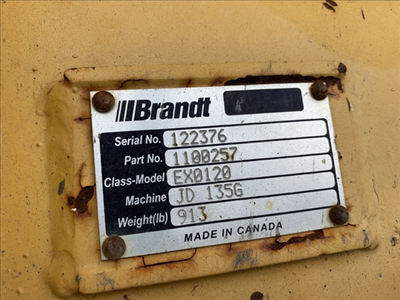 Brandt
Serial No. 122376
Part No. 1100257
Class-Model EX0120
Machine JD 135G
Weight(lb) 913
MADE IN CANADA